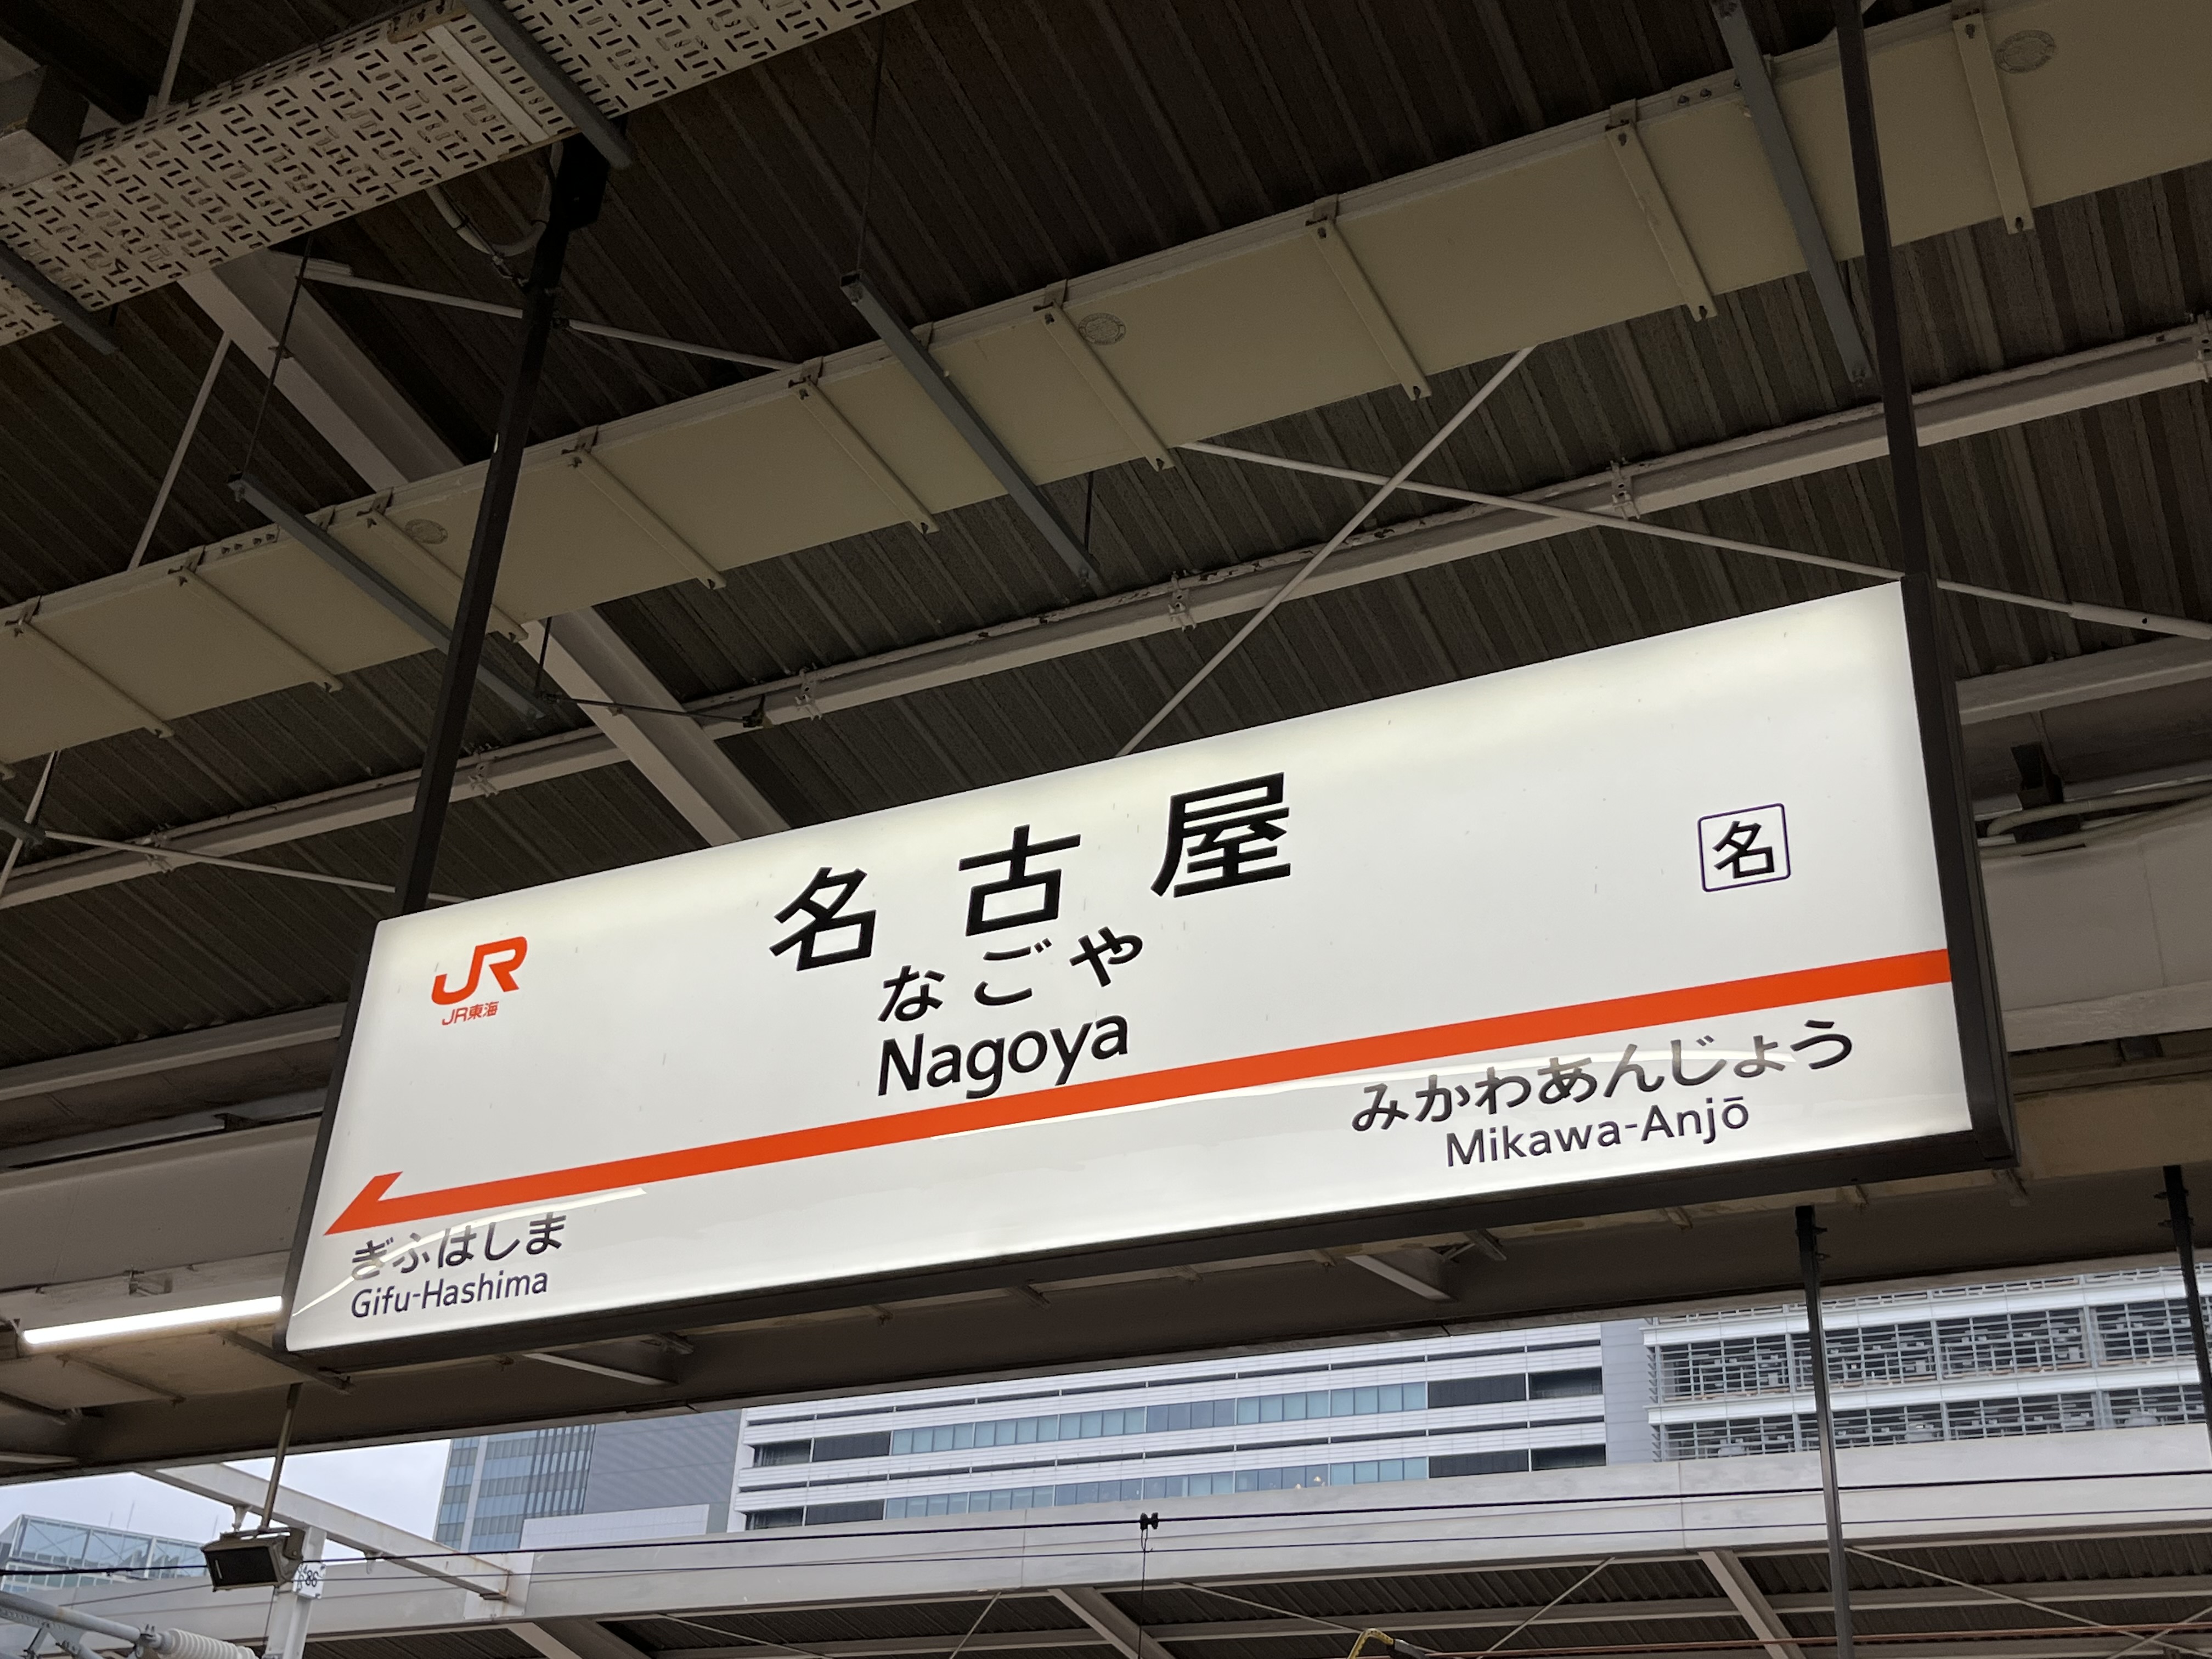 JR
JR東海
名古屋
なごや
Nagoya
名
みかわあんじょう
Mikawa-Anjō
ぎふはしま
Gifu-Hashima